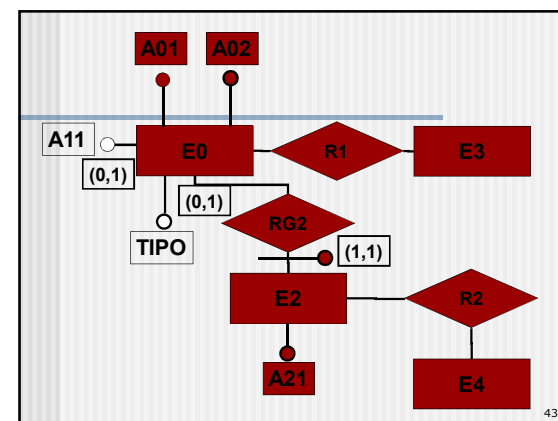 A01 A02
A11 E0 R1 E3
(0,1) (0,1)
TIPO RG2 (1,1)
E2 R2
A21 E4
43